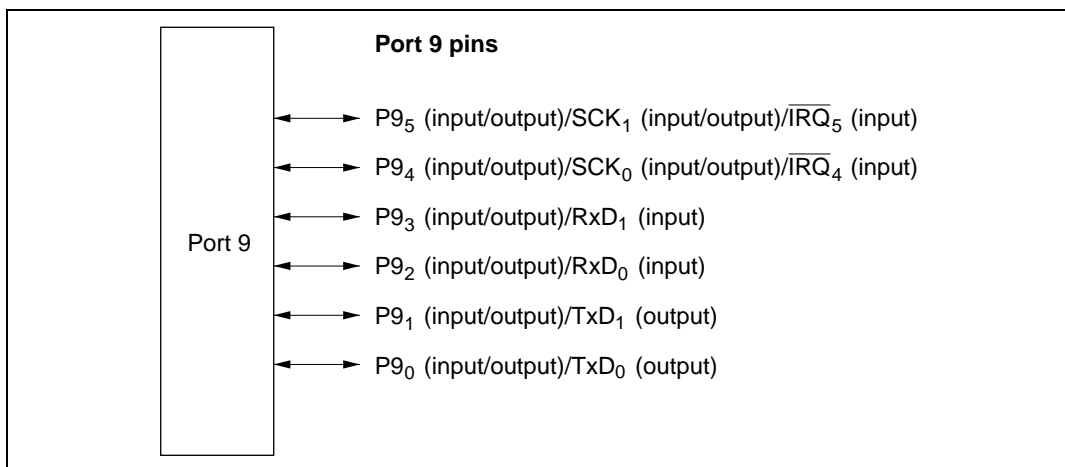 Port 9 pins
P9₅ (input/output)/SCK₁ (input/output)/I̅R̅Q̅₅ (input)
P9₄ (input/output)/SCK₀ (input/output)/I̅R̅Q̅₄ (input)
P9₃ (input/output)/RxD₁ (input)
Port 9
P9₂ (input/output)/RxD₀ (input)
P9₁ (input/output)/TxD₁ (output)
P9₀ (input/output)/TxD₀ (output)